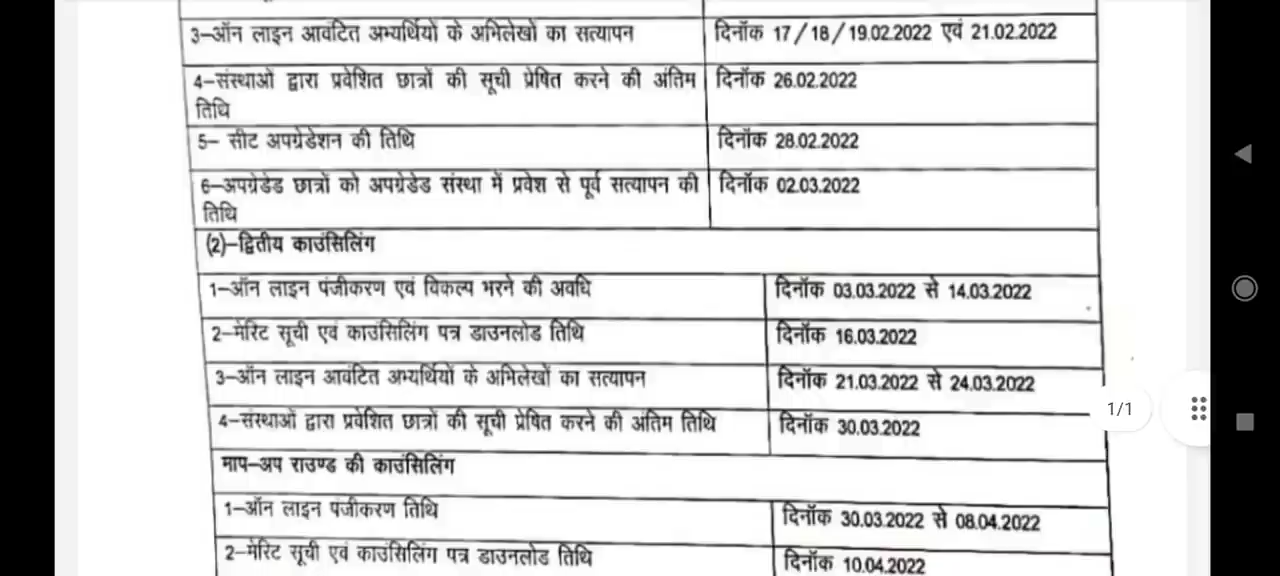 3–ऑन लाइन आवंटित अभ्यर्थियों के अभिलेखों का सत्यापन दिनॉक 17/18/19.02.2022 एवं 21.02.2022
4–संस्थाओं द्वारा प्रवेशित छात्रों की सूची प्रेषित करने की अंतिम दिनॉक 26.02.2022
तिथि
5– सीट अपग्रेडेशन की तिथि दिनॉक 28.02.2022
6–अपग्रेडेड छात्रों को अपग्रेडेड संस्था में प्रवेश से पूर्व सत्यापन की दिनॉक 02.03.2022
तिथि
(2)–द्वितीय काउंसिलिंग
1–ऑन लाइन पंजीकरण एवं विकल्प भरने की अवधि दिनॉक 03.03.2022 से 14.03.2022
2–मेरिट सूची एवं काउंसिलिंग पत्र डाउनलोड तिथि दिनॉक 16.03.2022
3–ऑन लाइन आवंटित अभ्यर्थियों के अभिलेखों का सत्यापन दिनॉक 21.03.2022 से 24.03.2022
1/1
4–संस्थाओं द्वारा प्रवेशित छात्रों की सूची प्रेषित करने की अंतिम तिथि दिनॉक 30.03.2022
माप–अप राउण्ड की काउंसिलिंग
1–ऑन लाइन पंजीकरण तिथि दिनॉक 30.03.2022 से 08.04.2022
2–मेरिट सूची एवं काउंसिलिंग पत्र डाउनलोड तिथि दिनॉक 10.04.2022